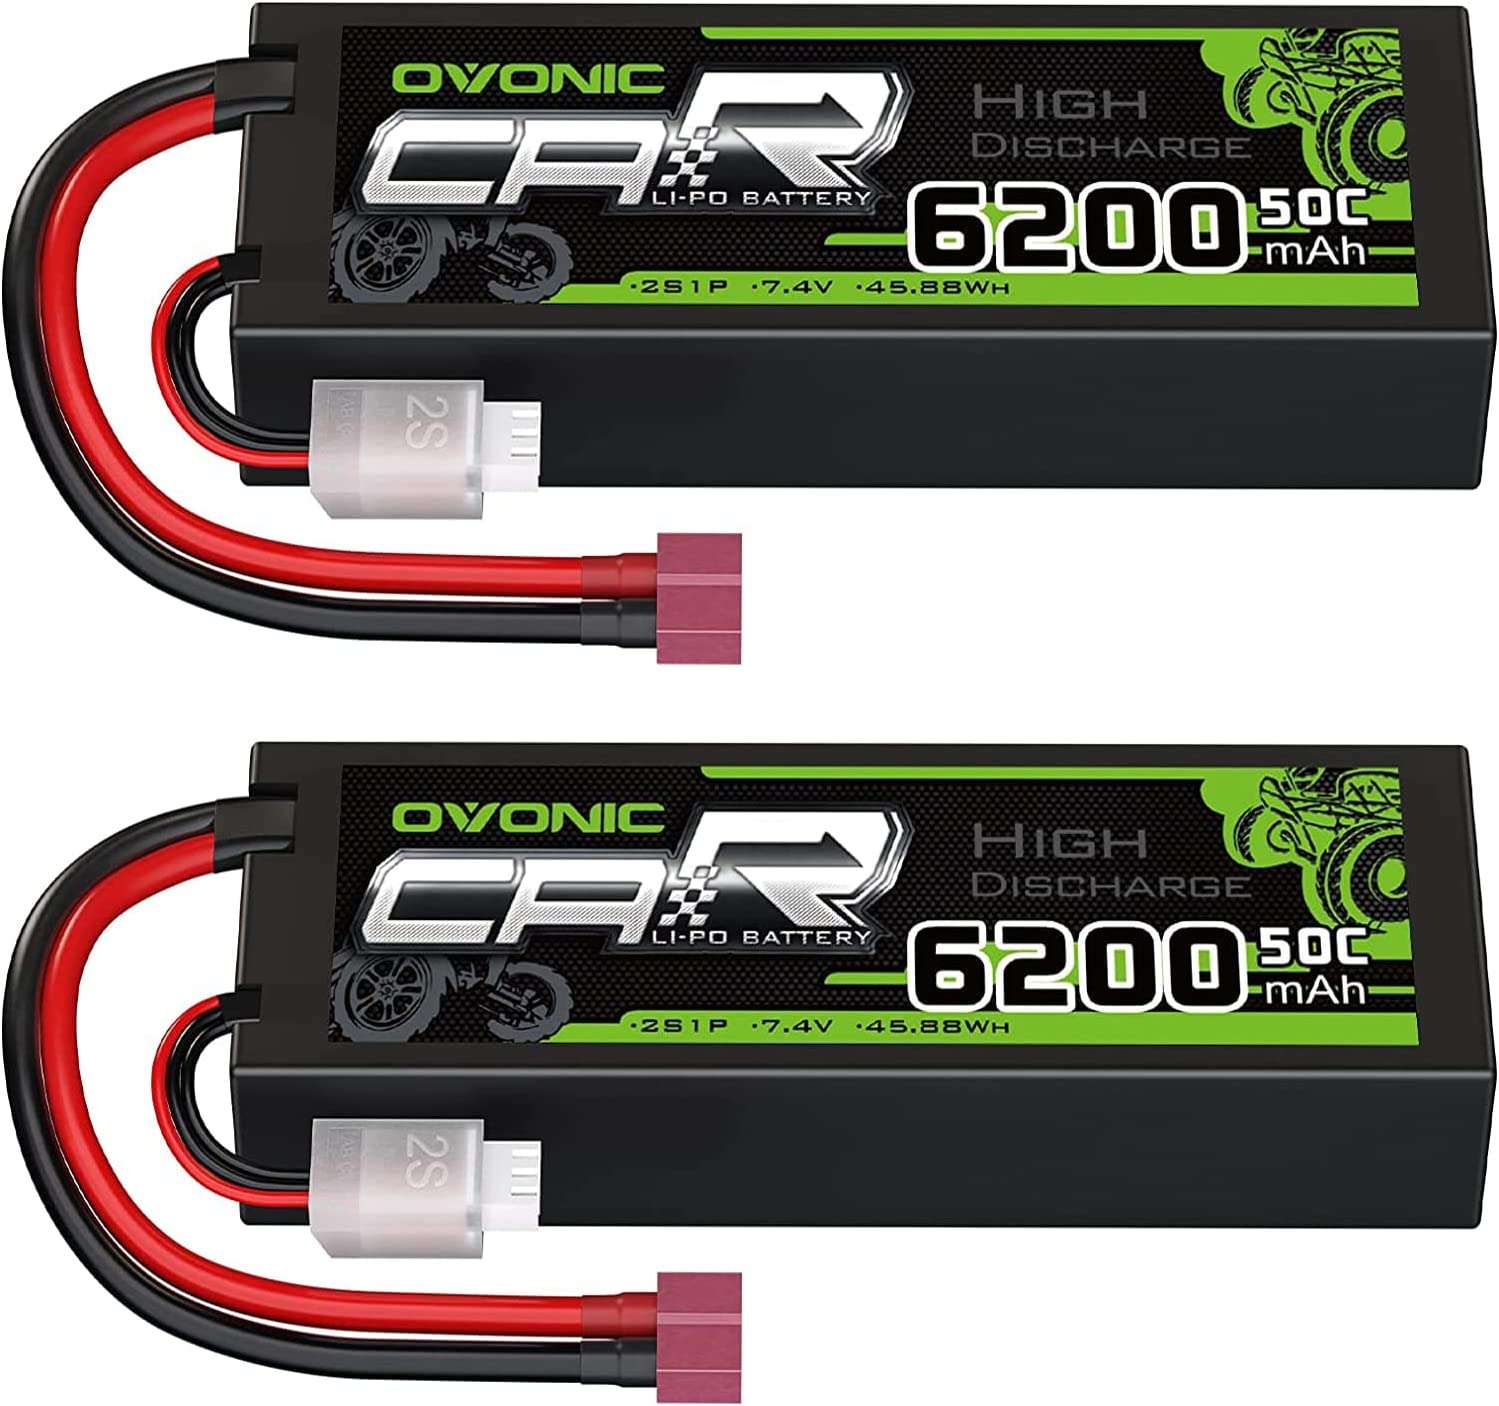 OVONIC
CAR
LI-PO BATTERY
HIGH
DISCHARGE
6200 50C
mAh
·2S1P ·7.4V ·45.88WH
2S
OVONIC
CAR
LI-PO BATTERY
HIGH
DISCHARGE
6200 50C
mAh
·2S1P ·7.4V ·45.88WH
2S